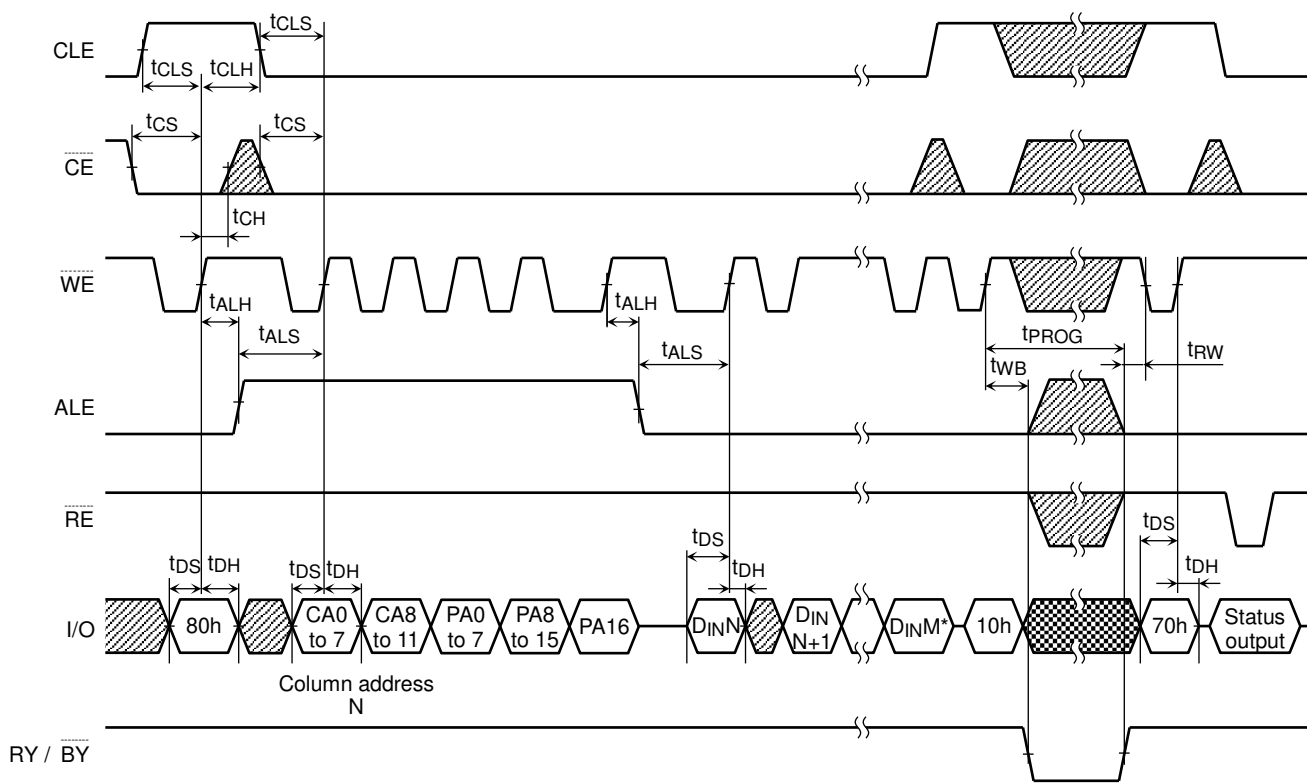 tCLS
CLE
tCLS tCLH
tCS tCS
CE
tCH
WE
tALH tALH
tALS tPROG
tALS tRW
tWB
ALE
RE
tDS tDS
tDS tDH tDS tDH tDH tDH
I/O 80h CA0 to 7 CA8 to 11 PA0 to 7 PA8 to 15 PA16 DINN DIN N+1 DINM* 10h 70h Status output
Column address
N
RY / BY